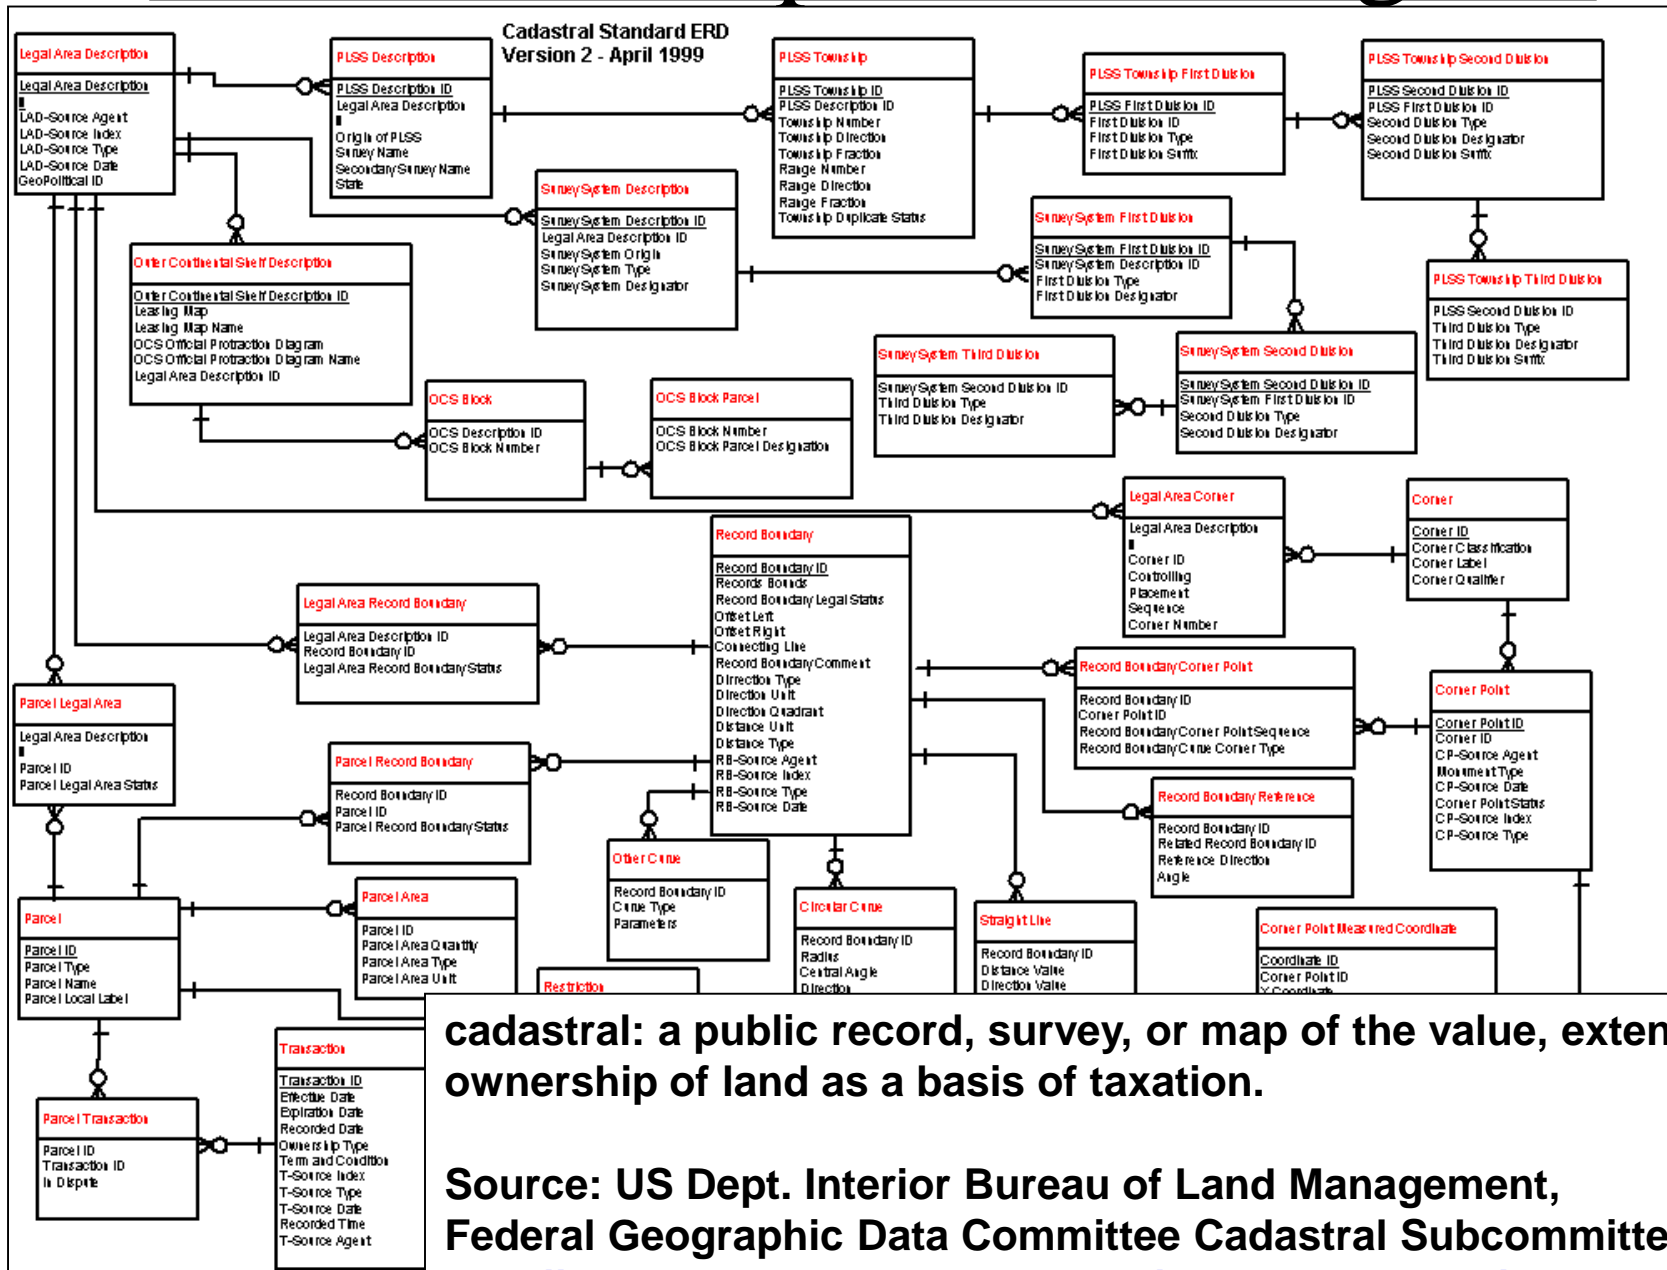 Cadastral Standard ERD
Version 2 - April 1999
Legal Area Description
Legal Area Description
LAD-Source Agent
LAD-Source Index
LAD-Source Type
LAD-Source Date
GeoPolitical ID
PLSS Description
PLSS Description ID
Legal Area Description
Origin of PLSS
Survey Name
Secondary Survey Name
State
PLSS Township
PLSS Township ID
PLSS Description ID
Township Number
Township Direction
Township Fraction
Range Number
Range Direction
Range Fraction
Township Duplicate Status
PLSS Township First Division
PLSS First Division ID
First Division ID
First Division Type
First Division Suffix
PLSS Township Second Division
PLSS Second Division ID
PLSS First Division ID
Second Division Type
Second Division Designator
Second Division Suffix
Survey System Description
Survey System Description ID
Legal Area Description ID
Survey System Origin
Survey System Type
Survey System Designator
Survey System First Division
Survey System First Division ID
Survey System Description ID
First Division Type
First Division Designator
PLSS Township Third Division
PLSS Second Division ID
Third Division Type
Third Division Designator
Third Division Suffix
Outer Continental Shelf Description
Outer Continental Shelf Description ID
Leasing Map
Leasing Map Name
OCS Official Protraction Diagram
OCS Official Protraction Diagram Name
Legal Area Description ID
Survey System Third Division
Survey System Second Division ID
Third Division Type
Third Division Designator
Survey System Second Division
Survey System Second Division ID
Survey System First Division ID
Second Division Type
Second Division Designator
OCS Block
OCS Description ID
OCS Block Number
OCS Block Parcel
OCS Block Number
OCS Block Parcel Designation
Legal Area Corner
Legal Area Description
Corner ID
Controlling
Placement
Sequence
Corner Number
Corner
Corner ID
Corner Classification
Corner Label
Corner Qualifier
Record Boundary
Record Boundary ID
Records Bounds
Record Boundary Legal Status
Offset Left
Offset Right
Connecting Line
Record Boundary Comment
Dirrection Type
Direction Unit
Direction Quadrant
Distance Unit
Distance Type
RB-Source Agent
RB-Source Index
RB-Source Type
RB-Source Date
Legal Area Record Boundary
Legal Area Description ID
Record Boundary ID
Legal Area Record Boundary Status
Record Boundary Corner Point
Record Boundary ID
Corner Point ID
Record Boundary Corner Point Sequence
Record Boundary Curve Corner Type
Corner Point
Corner Point ID
Corner ID
CP-Source Agent
Monument Type
CP-Source Date
Corner Point Status
CP-Source Index
CP-Source Type
Parcel Legal Area
Legal Area Description
Parcel ID
Parcel Legal Area Status
Parcel Record Boundary
Record Boundary ID
Parcel ID
Parcel Record Boundary Status
Record Boundary Reference
Record Boundary ID
Related Record Boundary ID
Reference Direction
Angle
Other Curve
Record Boundary ID
Curve Type
Parameters
Circular Curve
Record Boundary ID
Radius
Central Angle
Direction
Straight Line
Record Boundary ID
Distance Value
Direction Value
Corner Point Measured Coordinate
Coordinate ID
Corner Point ID
X Coordinate
Parcel
Parcel ID
Parcel Type
Parcel Name
Parcel Local Label
Parcel Area
Parcel ID
Parcel Area Quantity
Parcel Area Type
Parcel Area Unit
Restriction
Parcel Transaction
Parcel ID
Transaction ID
In Dispute
Transaction
Transaction ID
Effective Date
Expiration Date
Recorded Date
Ownership Type
Term and Condition
T-Source Index
T-Source Type
T-Source Date
Recorded Time
T-Source Agent
cadastral: a public record, survey, or map of the value, exten
ownership of land as a basis of taxation.
Source: US Dept. Interior Bureau of Land Management,
Federal Geographic Data Committee Cadastral Subcommitte